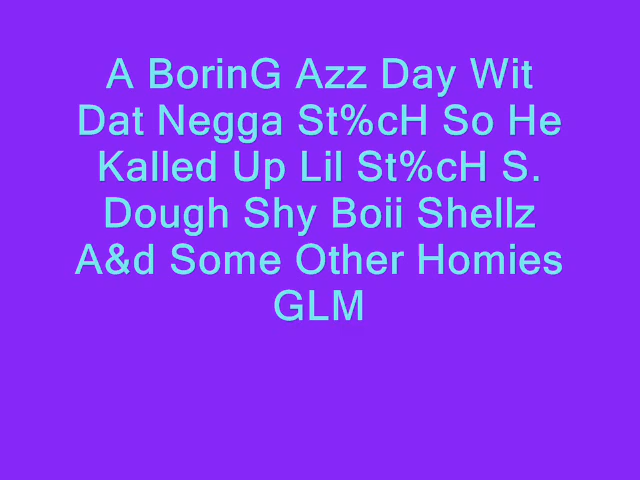 A BorinG Azz Day Wit
Dat Negga St%cH So He
Kalled Up Lil St%cH S.
Dough Shy Boii Shellz
A&d Some Other Homies
GLM